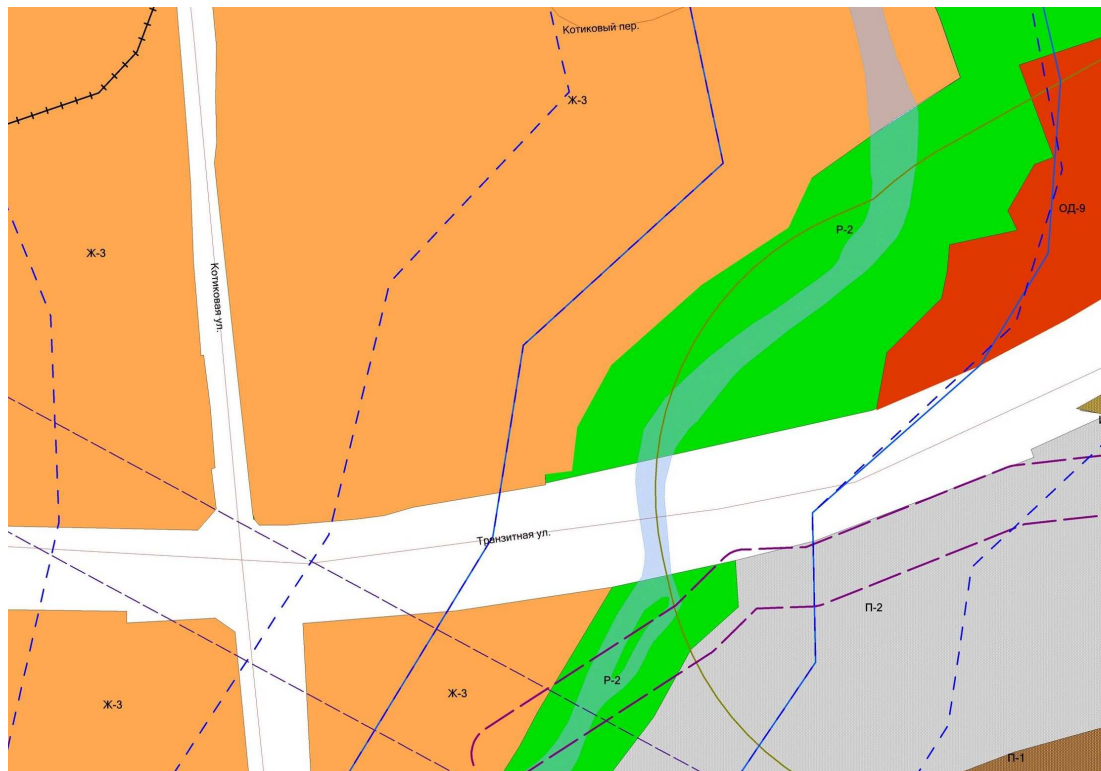 Котиковый пер.
Ж-3
ОД-9
Р-2
Ж-3
Котиковая ул.
Транзитная ул.
П-2
Р-2
Ж-3
Ж-3
П-1